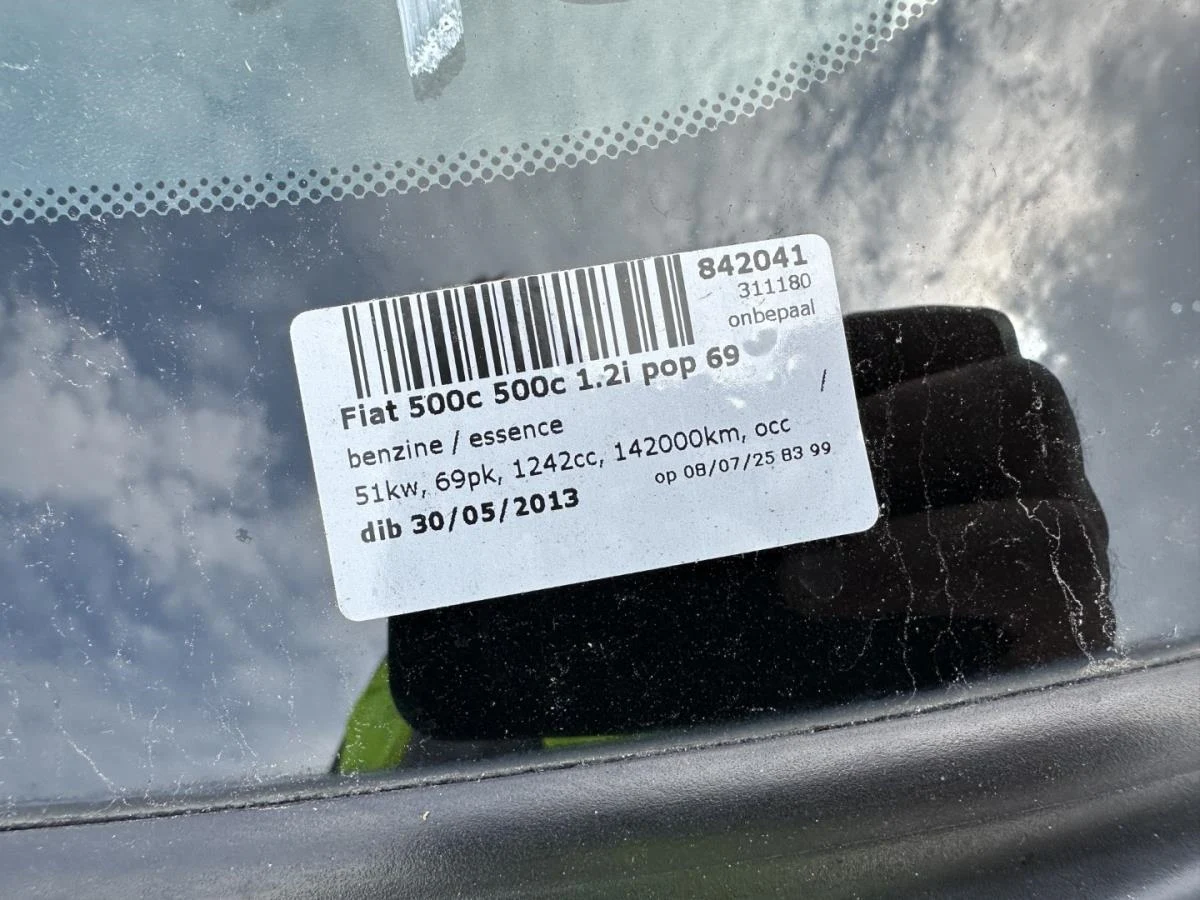 842041
311180
onbepaal
Fiat 500c 500c 1.2i pop 69
benzine / essence /
51kw, 69pk, 1242cc, 142000km, occ
dib 30/05/2013 op 08/07/25 83 99